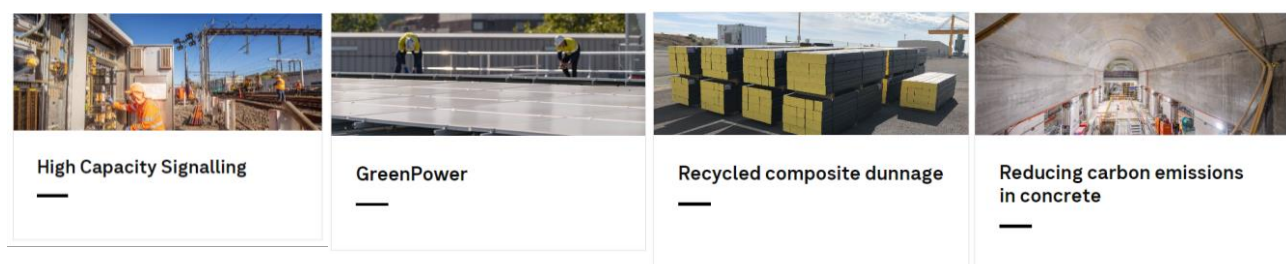 High Capacity Signalling
GreenPower
Recycled composite dunnage
Reducing carbon emissions
in concrete